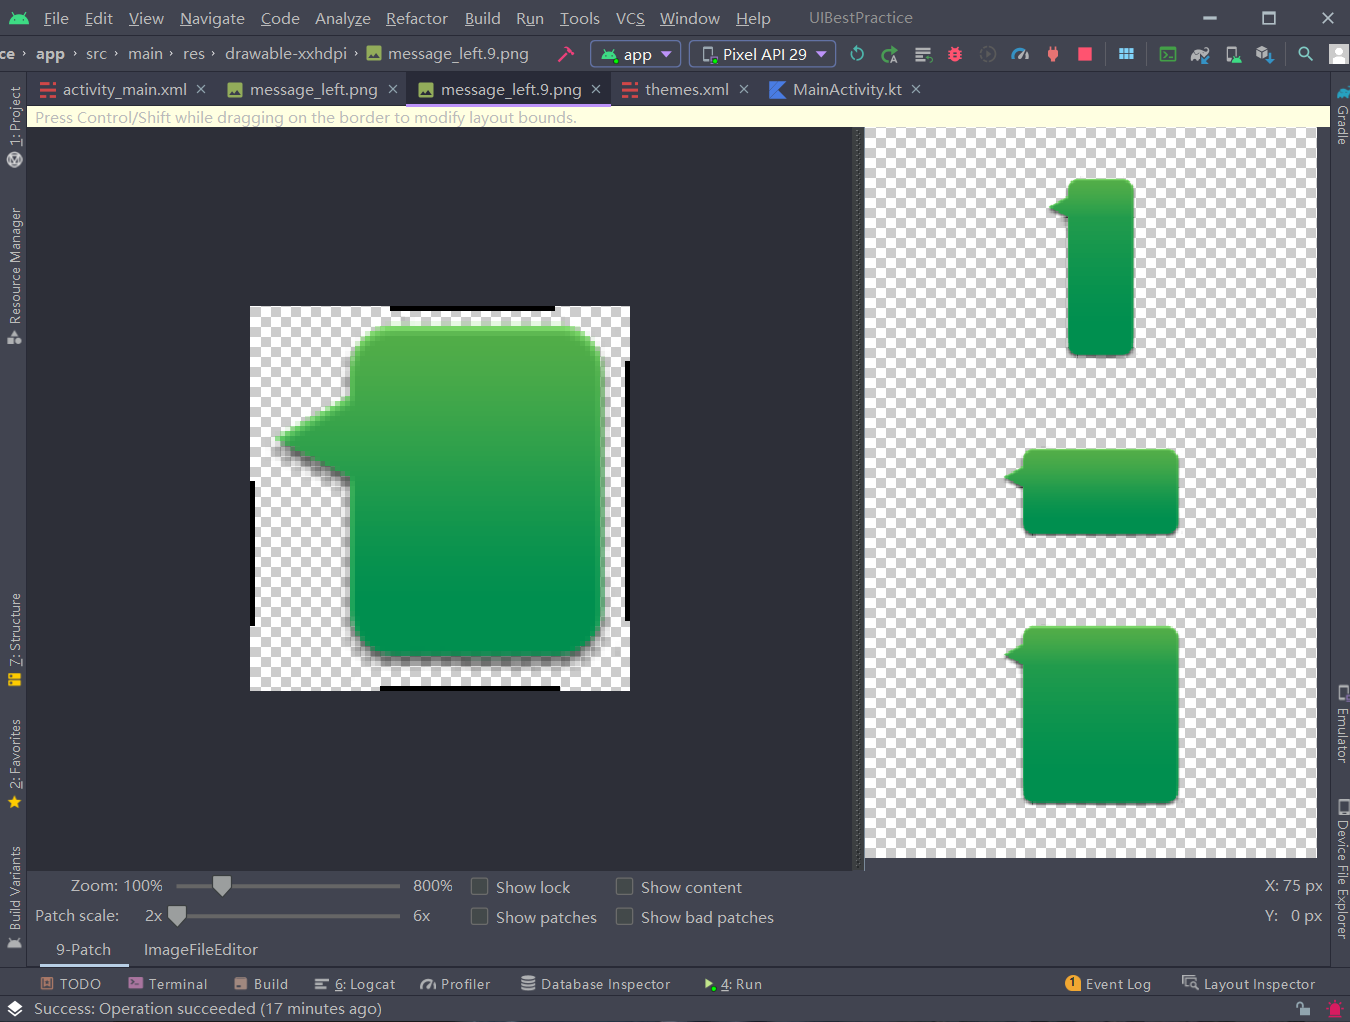 File Edit View Navigate Code Analyze Refactor Build Run Tools VCS Window Help UIBestPractice
ce › app › src › main › res › drawable-xxhdpi › message_left.9.png app Pixel API 29
activity_main.xml message_left.png message_left.9.png themes.xml MainActivity.kt
Press Control/Shift while dragging on the border to modify layout bounds.
1: Project
Resource Manager
7: Structure
2: Favorites
Build Variants
Gradle
Emulator
Device File Explorer
Zoom: 100% 800% Show lock Show content X: 75 px
Patch scale: 2x 6x Show patches Show bad patches Y: 0 px
9-Patch ImageFileEditor
TODO Terminal Build 6: Logcat Profiler Database Inspector 4: Run 1 Event Log Layout Inspector
Success: Operation succeeded (17 minutes ago)